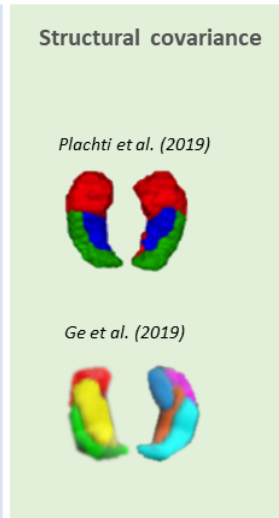 Structural covariance
Plachti et al. (2019)
Ge et al. (2019)